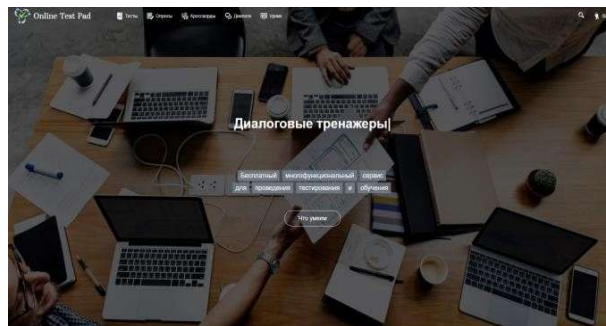 Online Test Pad
Тесты
Опросы
Кроссворды
Диалоги
Уроки
Диалоговые тренажеры|
Бесплатный многофункциональный сервис
для проведения тестирования и обучения
Что умеем